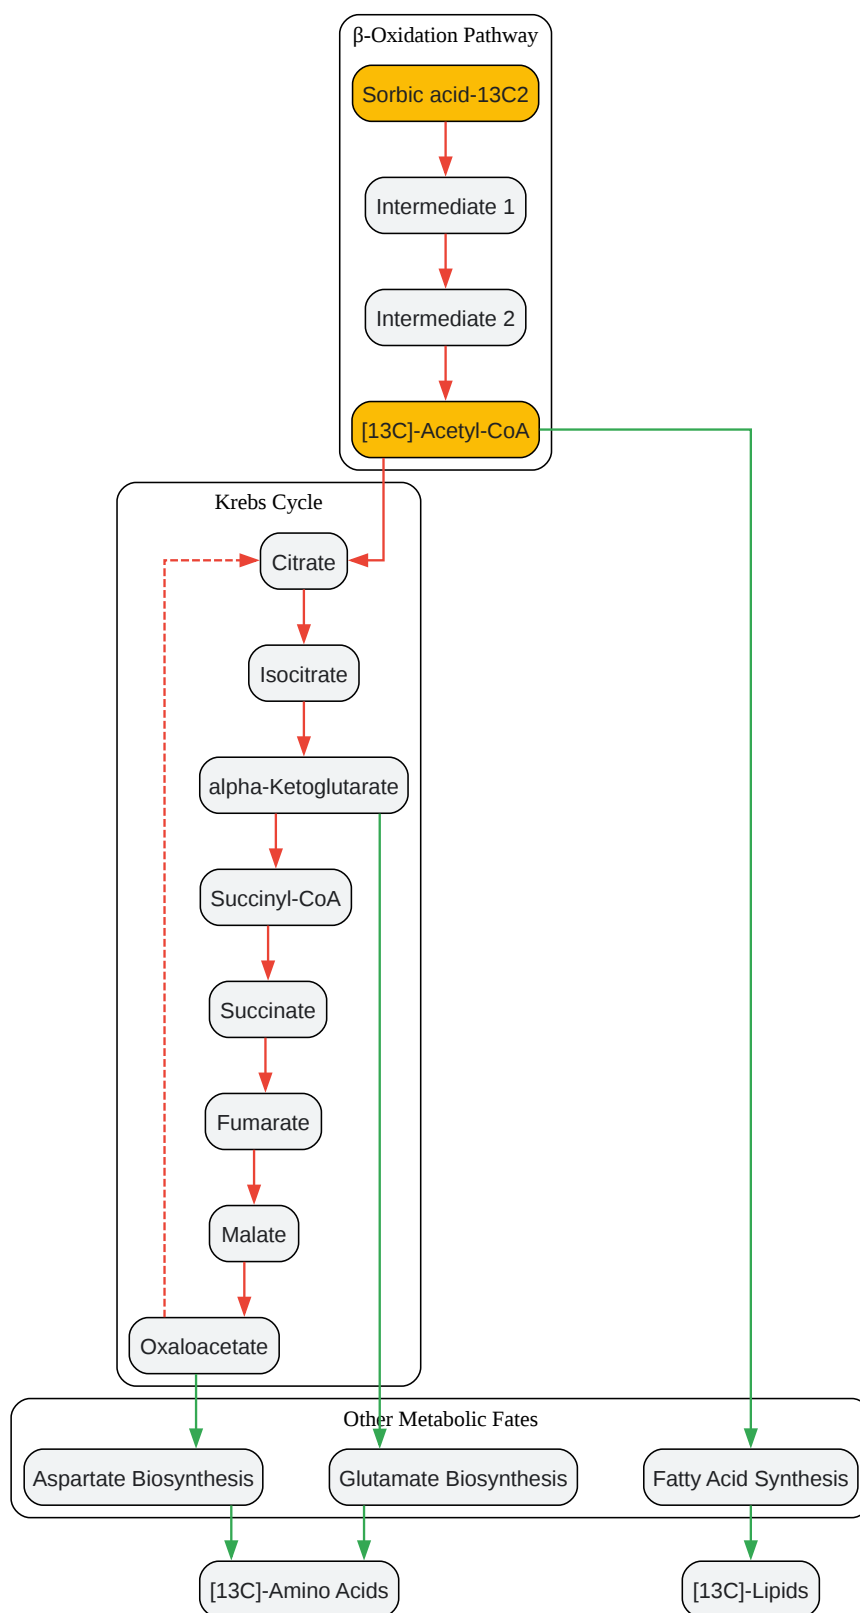 β-Oxidation Pathway
Sorbic acid-13C2
Intermediate 1
Intermediate 2
[13C]-Acetyl-CoA
Krebs Cycle
Citrate
Isocitrate
alpha-Ketoglutarate
Succinyl-CoA
Succinate
Fumarate
Malate
Oxaloacetate
Other Metabolic Fates
Aspartate Biosynthesis
Glutamate Biosynthesis
Fatty Acid Synthesis
[13C]-Amino Acids
[13C]-Lipids